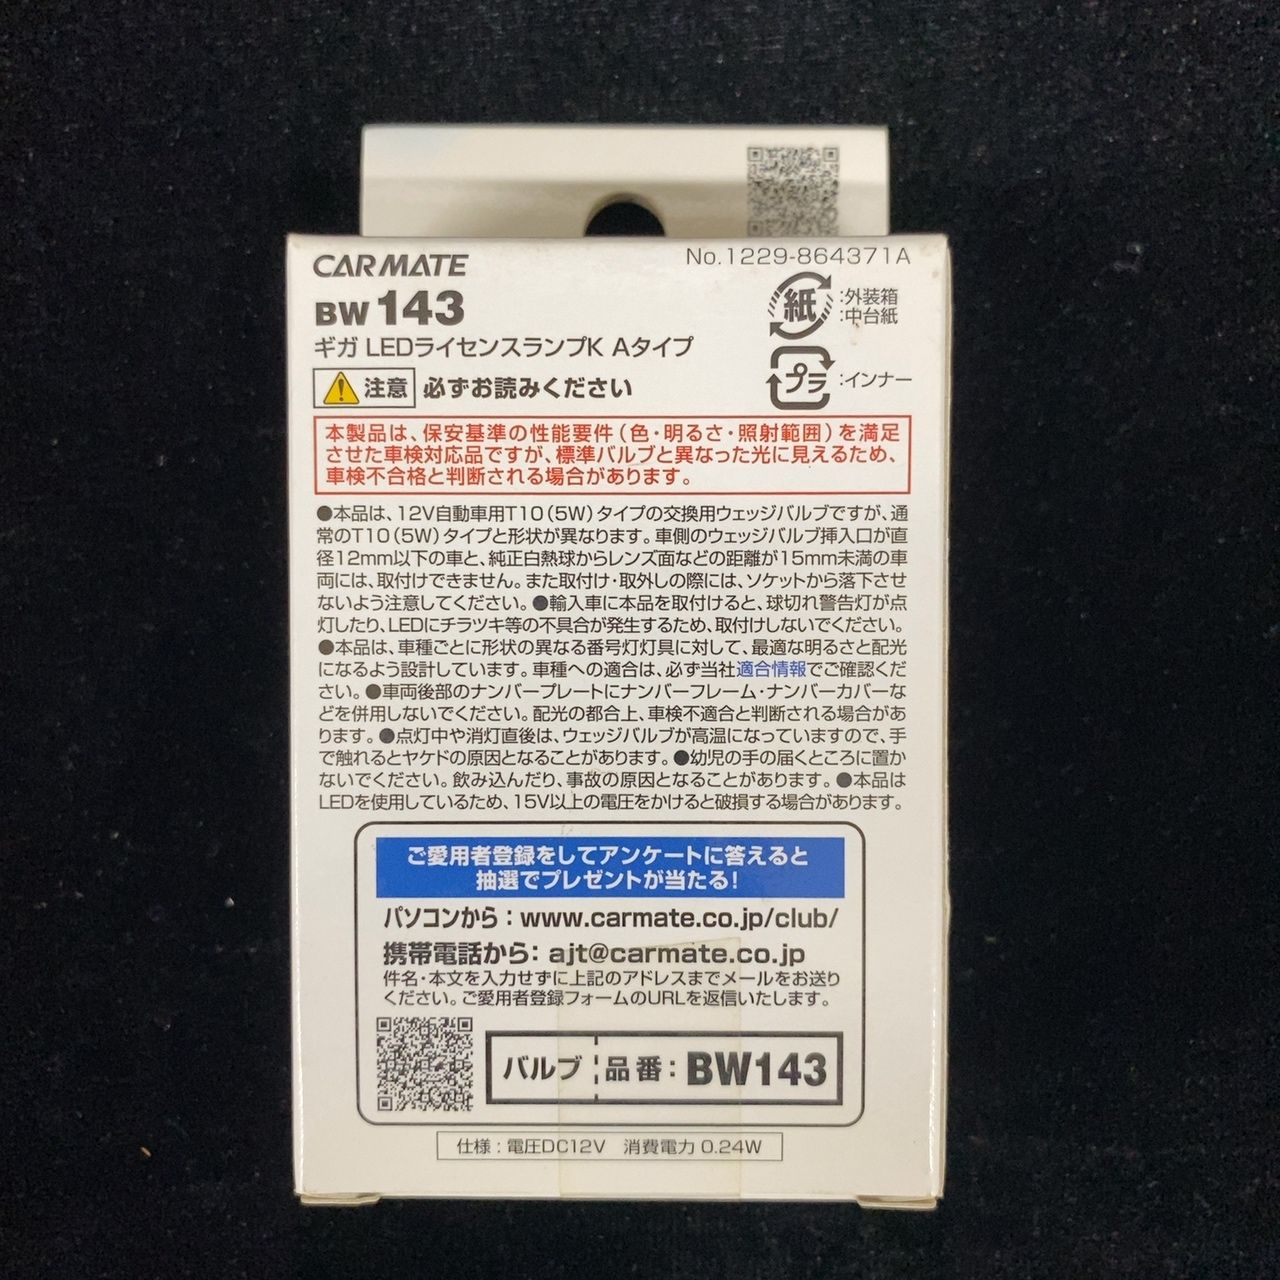 CARMATE
No.1229-864371A
BW 143
ギガ LEDライセンスランプK Aタイプ
紙 :外装箱
:中台紙
プラ :インナー
注意 必ずお読みください
本製品は、保安基準の性能要件(色・明るさ・照射範囲)を満足
させた車検対応品ですが、標準バルブと異なった光に見えるため、
車検不合格と判断される場合があります。
●本品は、12V自動車用T10(5W)タイプの交換用ウェッジバルブですが、通
常のT10(5W)タイプと形状が異なります。車側のウェッジバルブ挿入口が直
径12mm以下の車と、純正白熱球からレンズ面などの距離が15mm未満の車
両には、取付けできません。また取付け・取外しの際には、ソケットから落下させ
ないよう注意してください。●輸入車に本品を取付けると、球切れ警告灯が点
灯したり、LEDにチラツキ等の不具合が発生するため、取付けしないでください。
●本品は、車種ごとに形状の異なる番号灯灯具に対して、最適な明るさと配光
になるよう設計しています。車種への適合は、必ず当社適合情報でご確認くだ
さい。●車両後部のナンバープレートにナンバーフレーム・ナンバーカバーな
どを併用しないでください。配光の都合上、車検不適合と判断される場合があ
ります。●点灯中や消灯直後は、ウェッジバルブが高温になっていますので、手
で触れるとヤケドの原因となることがあります。●幼児の手の届くところに置か
ないでください。飲み込んだり、事故の原因となることがあります。●本品は
LEDを使用しているため、15V以上の電圧をかけると破損する場合があります。
ご愛用者登録をしてアンケートに答えると
抽選でプレゼントが当たる!
パソコンから:www.carmate.co.jp/club/
携帯電話から:ajt@carmate.co.jp
件名・本文を入力せずに上記のアドレスまでメールをお送り
ください。ご愛用者登録フォームのURLを返信いたします。
バルブ 品番:BW143
仕様:電圧DC12V 消費電力 0.24W